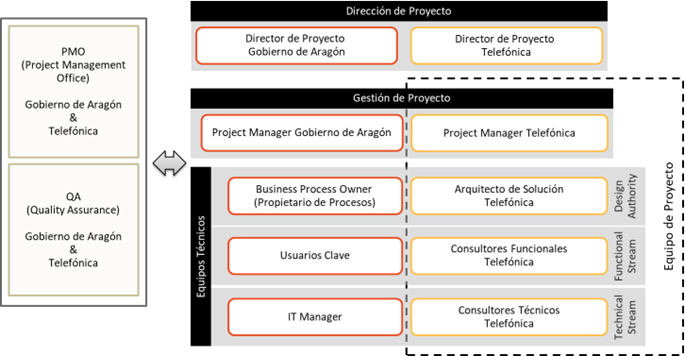 PMO
(Project Management
Office)
Gobierno de Aragón
&
Telefónica
QA
(Quality Assurance)
Gobierno de Aragón
&
Telefónica
Dirección de Proyecto
Director de Proyecto
Gobierno de Aragón
Director de Proyecto
Telefónica
Gestión de Proyecto
Project Manager Gobierno de Aragón
Project Manager Telefónica
Equipos Técnicos
Business Process Owner
(Propietario de Procesos)
Arquitecto de Solución
Telefónica
Design
Authority
Usuarios Clave
Consultores Funcionales
Telefónica
Functional
Stream
IT Manager
Consultores Técnicos
Telefónica
Technical
Stream
Equipo de Proyecto